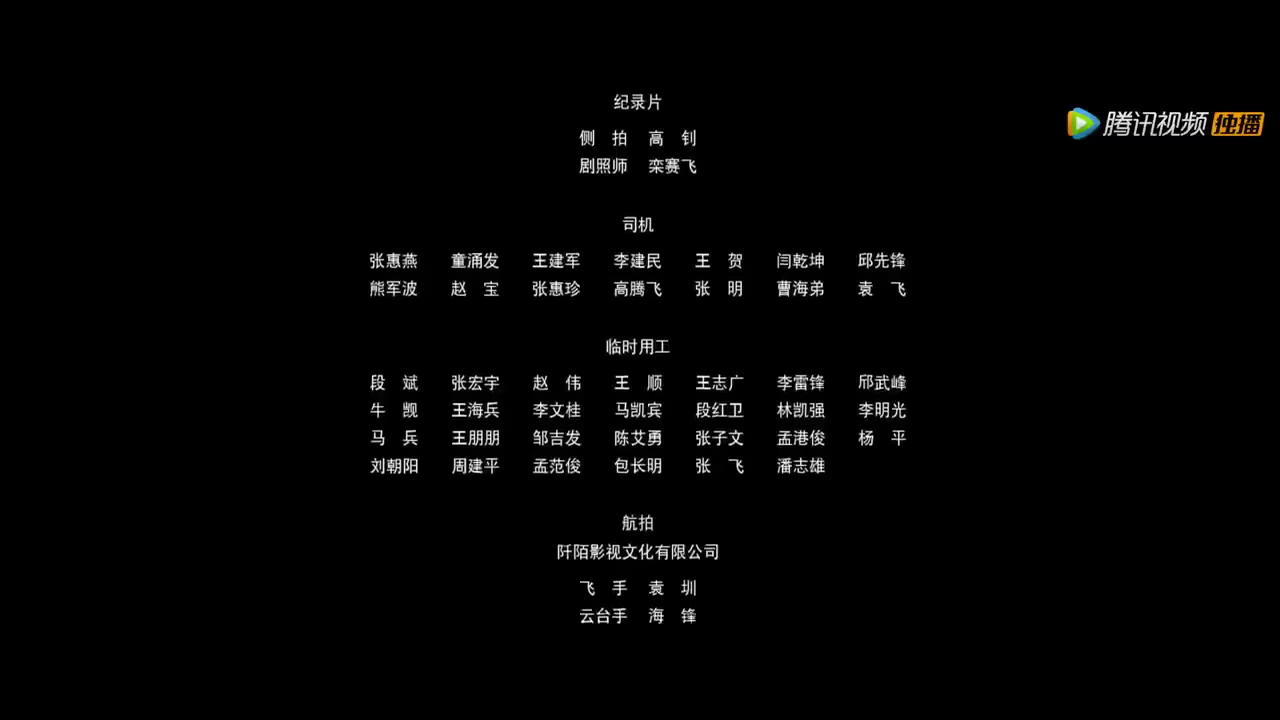 纪录片
腾讯视频 独播
侧 拍 高 钊
剧照师 栾赛飞
司机
张惠燕 童涌发 王建军 李建民 王 贺 闫乾坤 邱先锋
熊军波 赵 宝 张惠珍 高腾飞 张 明 曹海弟 袁 飞
临时用工
段 斌 张宏宇 赵 伟 王 顺 王志广 李雷锋 邱武峰
牛 觊 王海兵 李文桂 马凯宾 段红卫 林凯强 李明光
马 兵 王朋朋 邹吉发 陈艾勇 张子文 孟港俊 杨 平
刘朝阳 周建平 孟范俊 包长明 张 飞 潘志雄
航拍
阡陌影视文化有限公司
飞 手 袁 圳
云台手 海 锋